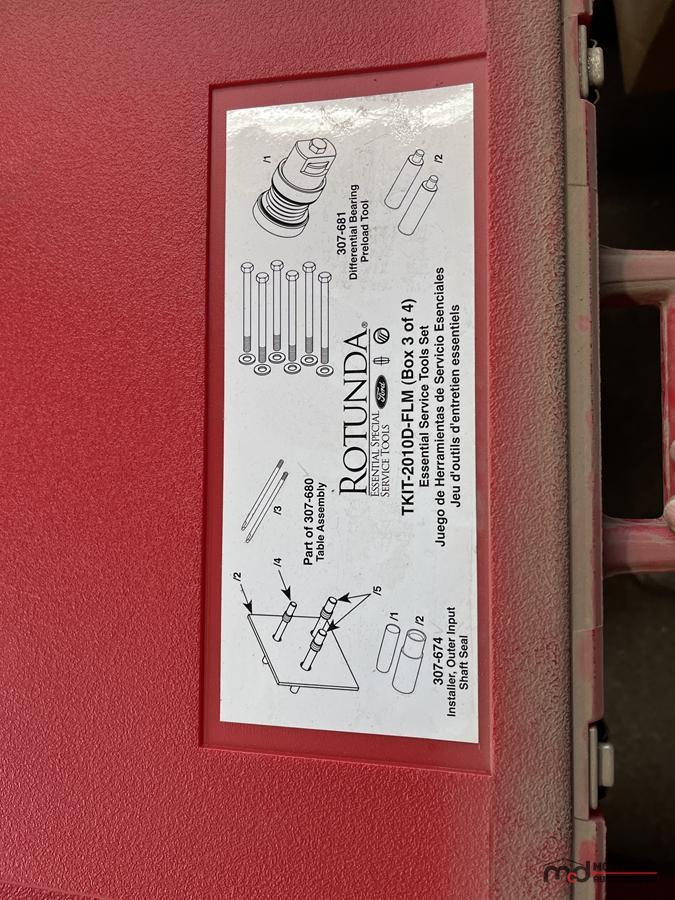 /2
/4
/3
/5
Part of 307-680
Table Assembly
/1
/2
307-674
Installer, Outer Input
Shaft Seal
ROTUNDA®
ESSENTIAL SPECIAL
SERVICE TOOLS
Ford
TKIT-2010D-FLM (Box 3 of 4)
Essential Service Tools Set
Juego de Herramientas de Servicio Esenciales
Jeu d'outils d'entretien essentiels
/1
307-681
Differential Bearing
Preload Tool
/2